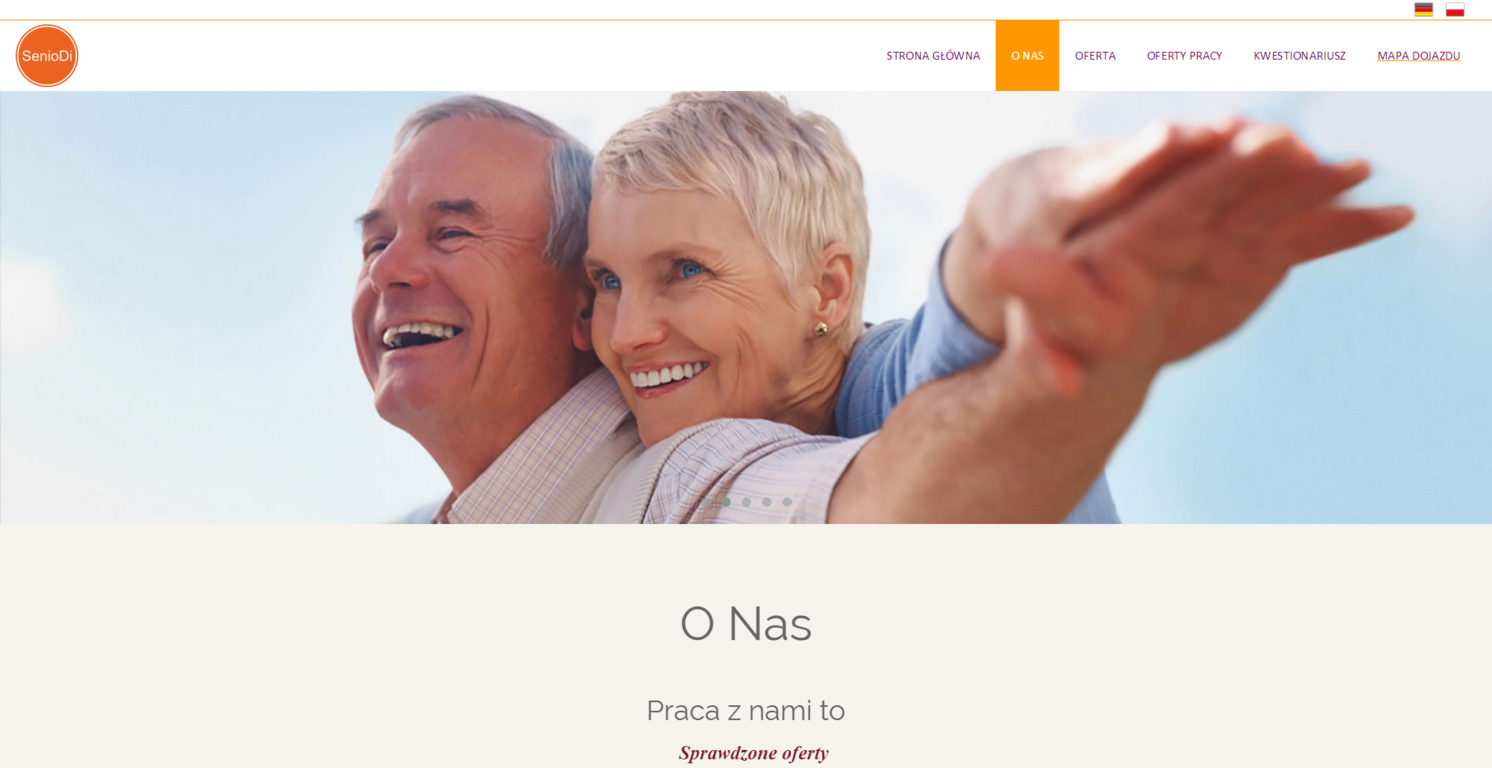 SenioDi
STRONA GŁÓWNA
O NAS
OFERTA
OFERTY PRACY
KWESTIONARIUSZ
MAPA DOJAZDU
O Nas
Praca z nami to
Sprawdzone oferty